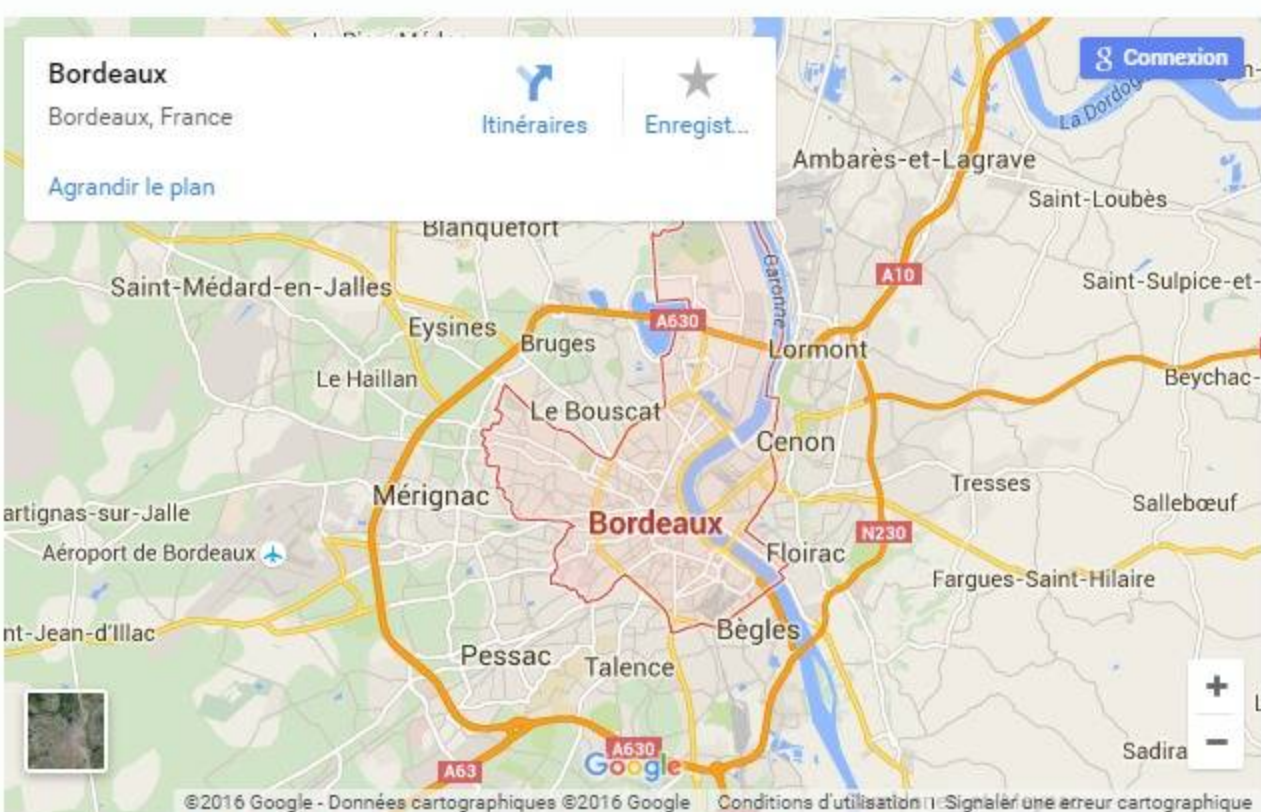 Bordeaux
Bordeaux, France
Itinéraires
Enregist...
Agrandir le plan
g Connexion
Ambarès-et-Lagrave
Saint-Loubès
Blanquefort
Garonne
A10
Saint-Médard-en-Jalles
Saint-Sulpice-et-
Eysines
A630
Bruges
Lormont
Le Haillan
Beychac-
Le Bouscat
Cenon
Mérignac
Tresses
Sallebœuf
artignas-sur-Jalle
Bordeaux
N230
Aéroport de Bordeaux
Floirac
Fargues-Saint-Hilaire
nt-Jean-d'Illac
Bègles
Pessac
Talence
+
A630
Sadira
−
A63
Google
©2016 Google - Données cartographiques ©2016 Google
Conditions d'utilisation
Signaler une erreur cartographique